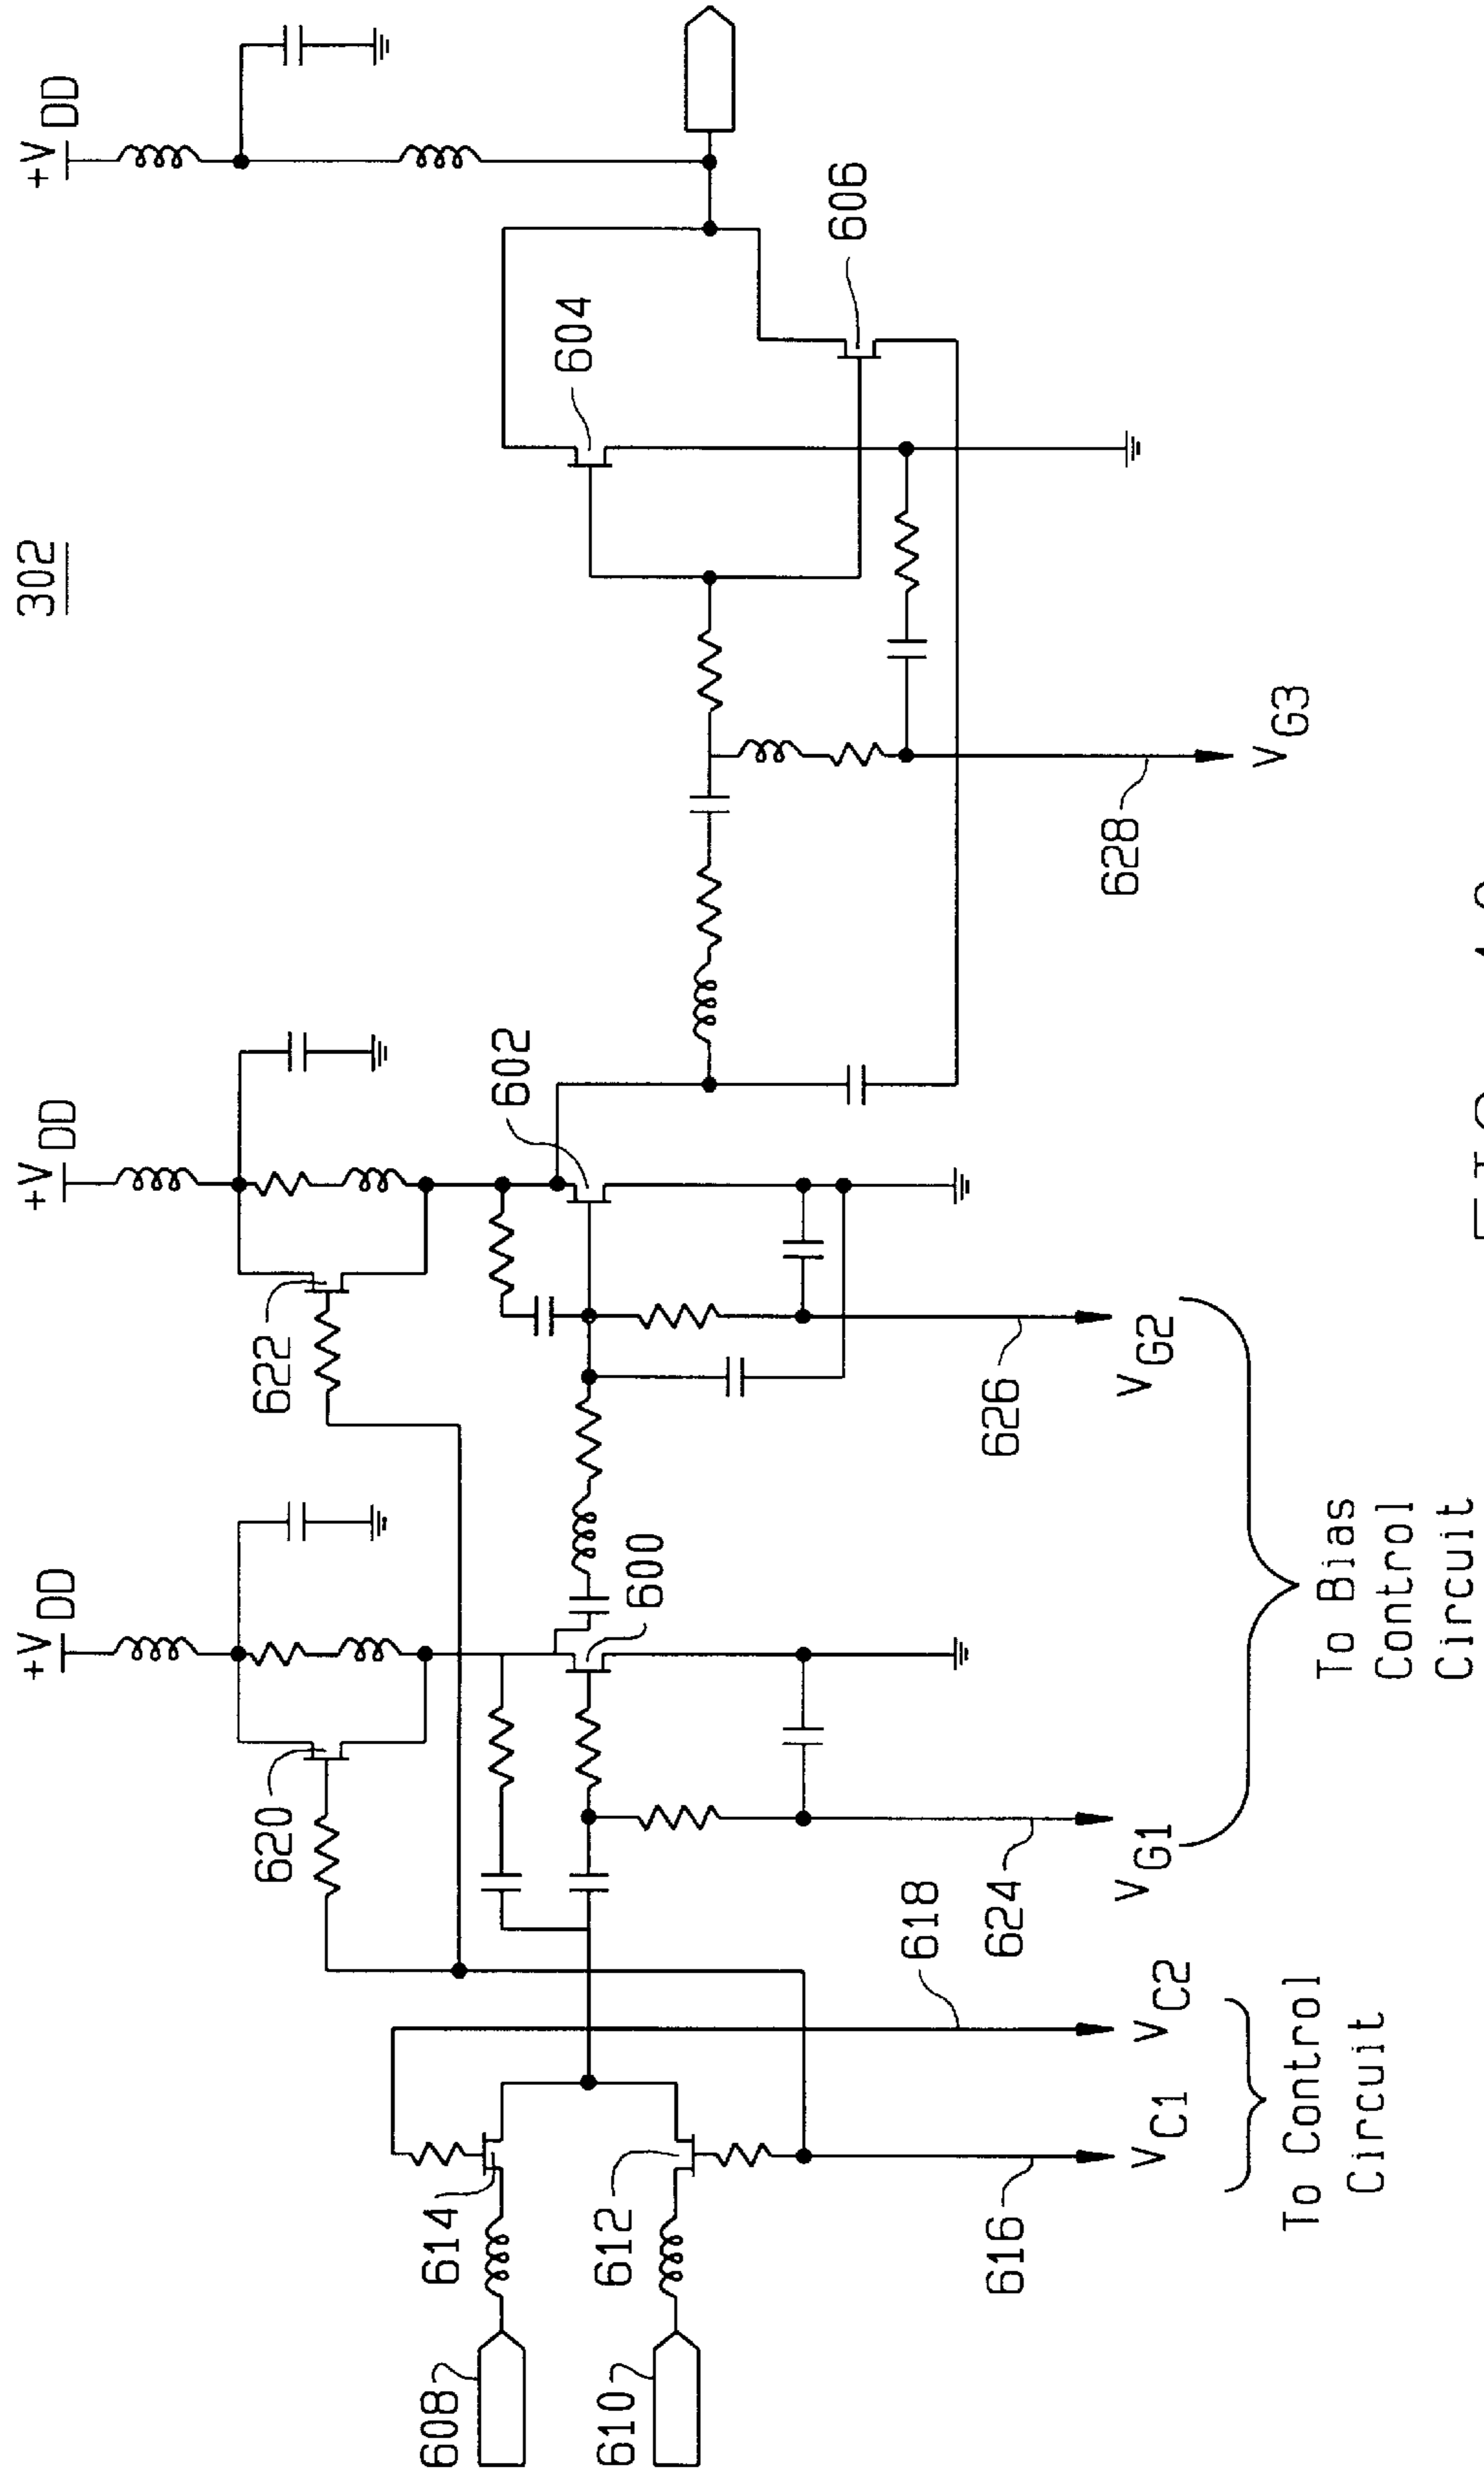 +VDD
+VDD
302
+VDD
620
622
608
614
602
604
610
612
600
606
618
616
624
626
628
VC1
VC2
VG1
VG2
VG3
To Control
Circuit
To Bias
Control
Circuit